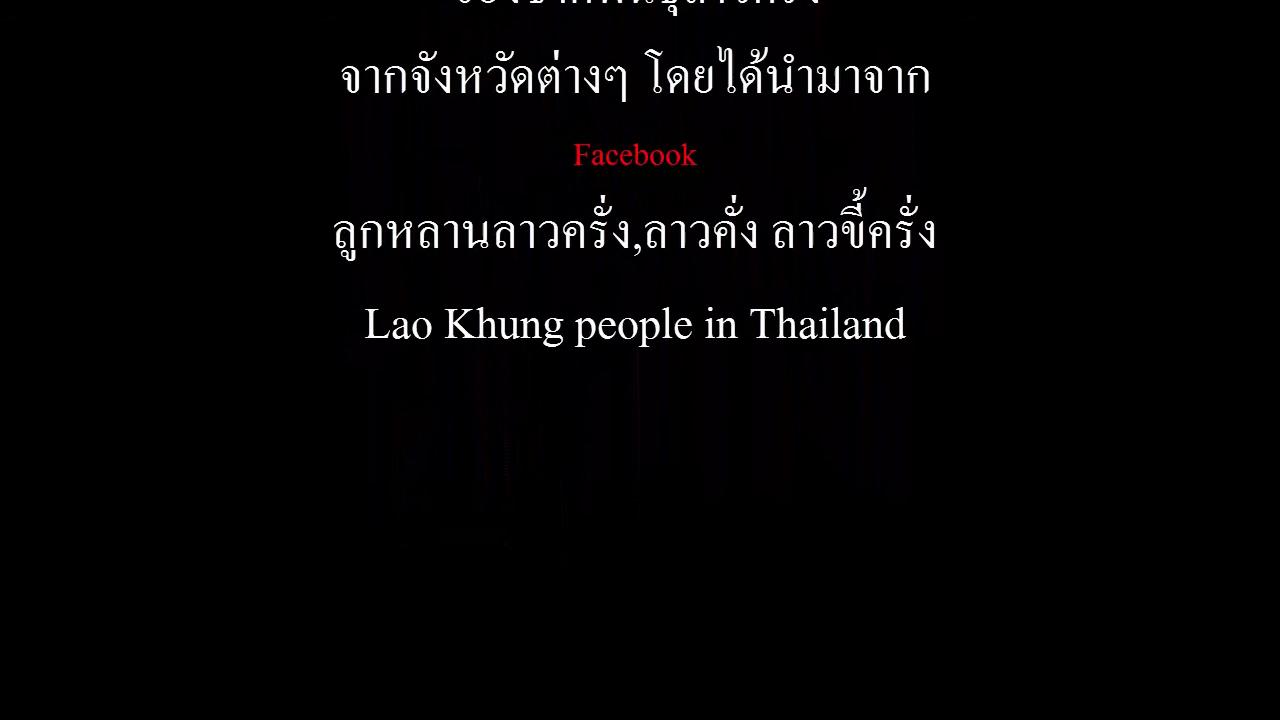 จากจังหวัดต่างๆ โดยได้นำมาจาก
Facebook
ลูกหลานลาวครั่ง,ลาวคั่ง ลาวขี้ครั่ง
Lao Khung people in Thailand